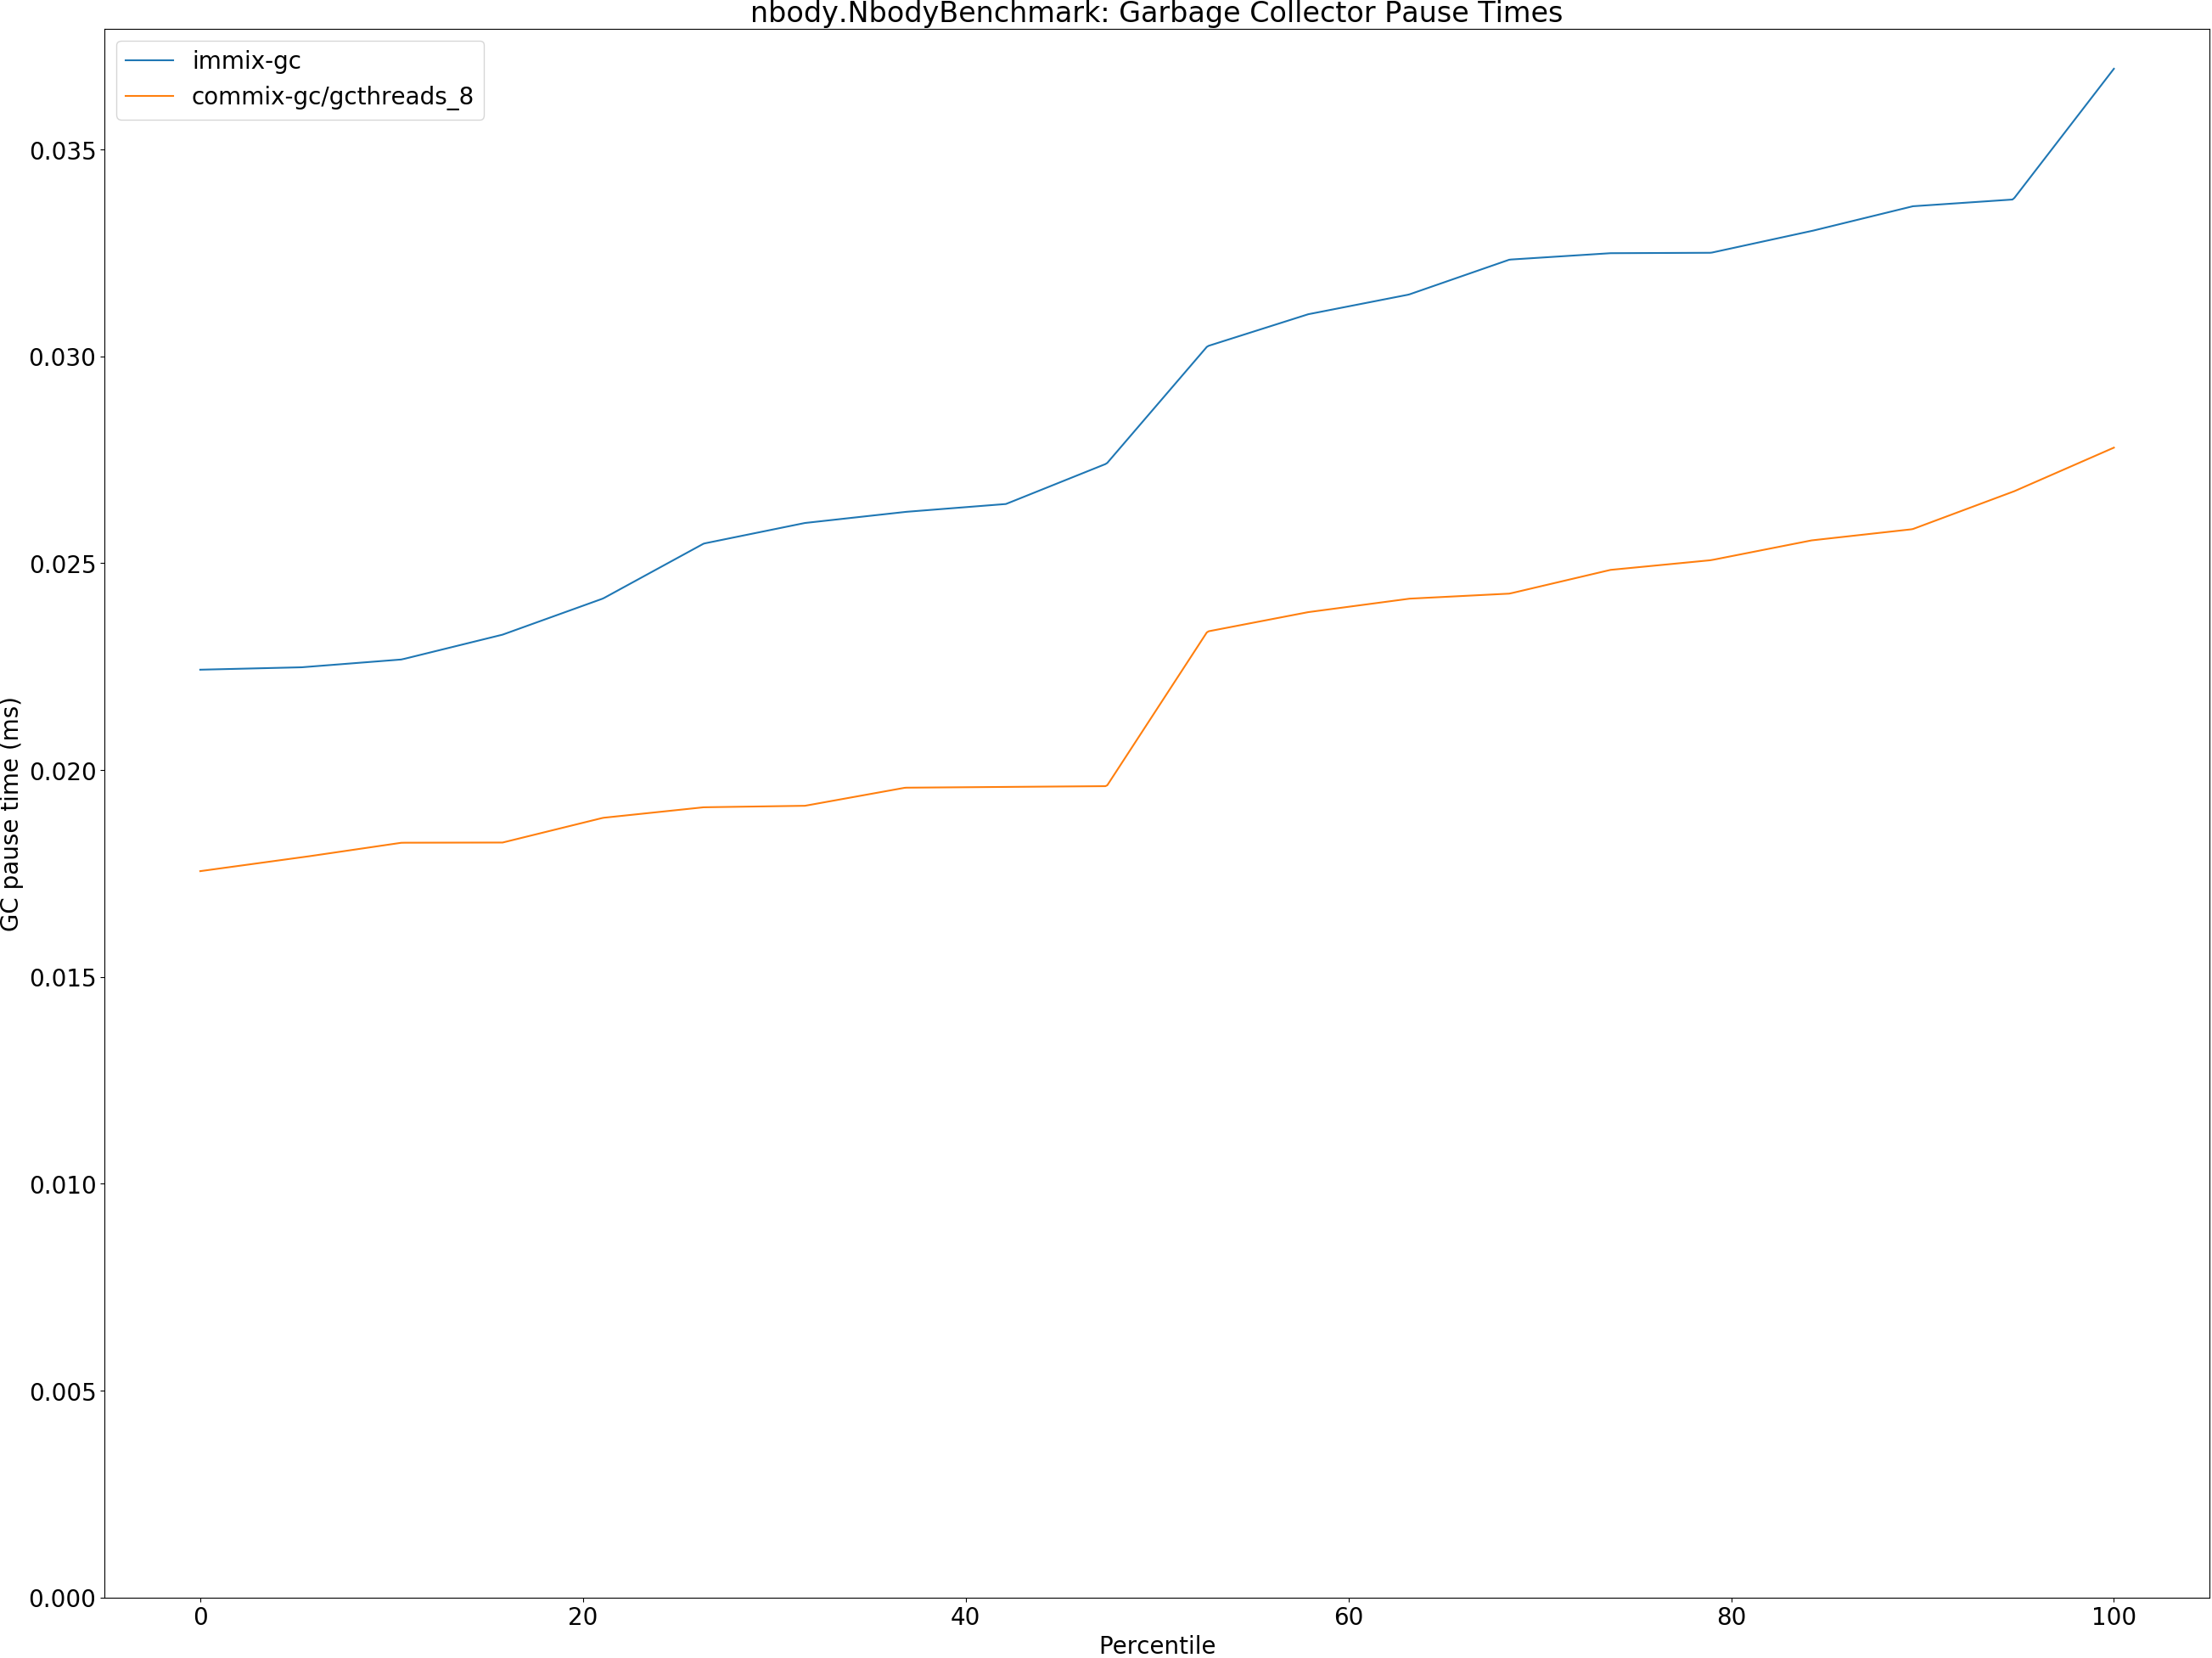 nbody.NbodyBenchmark: Garbage Collector Pause Times
immix-gc
commix-gc/gcthreads_8
GC pause time (ms)
0.035
0.030
0.025
0.020
0.015
0.010
0.005
0.000
0 20 40 60 80 100
Percentile